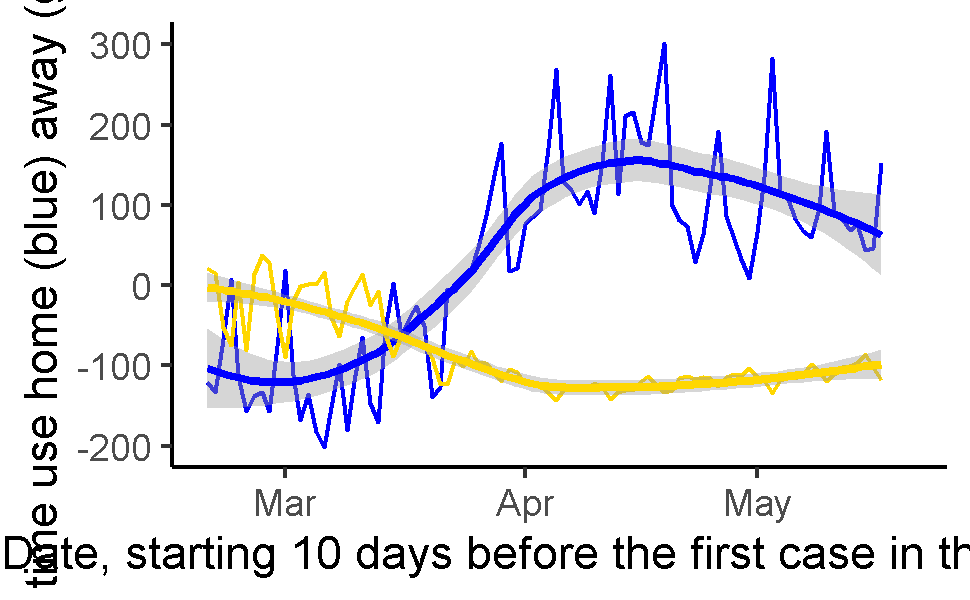 time use home (blue) away (
300
200
100
0
-100
-200
Mar Apr May
Date, starting 10 days before the first case in th